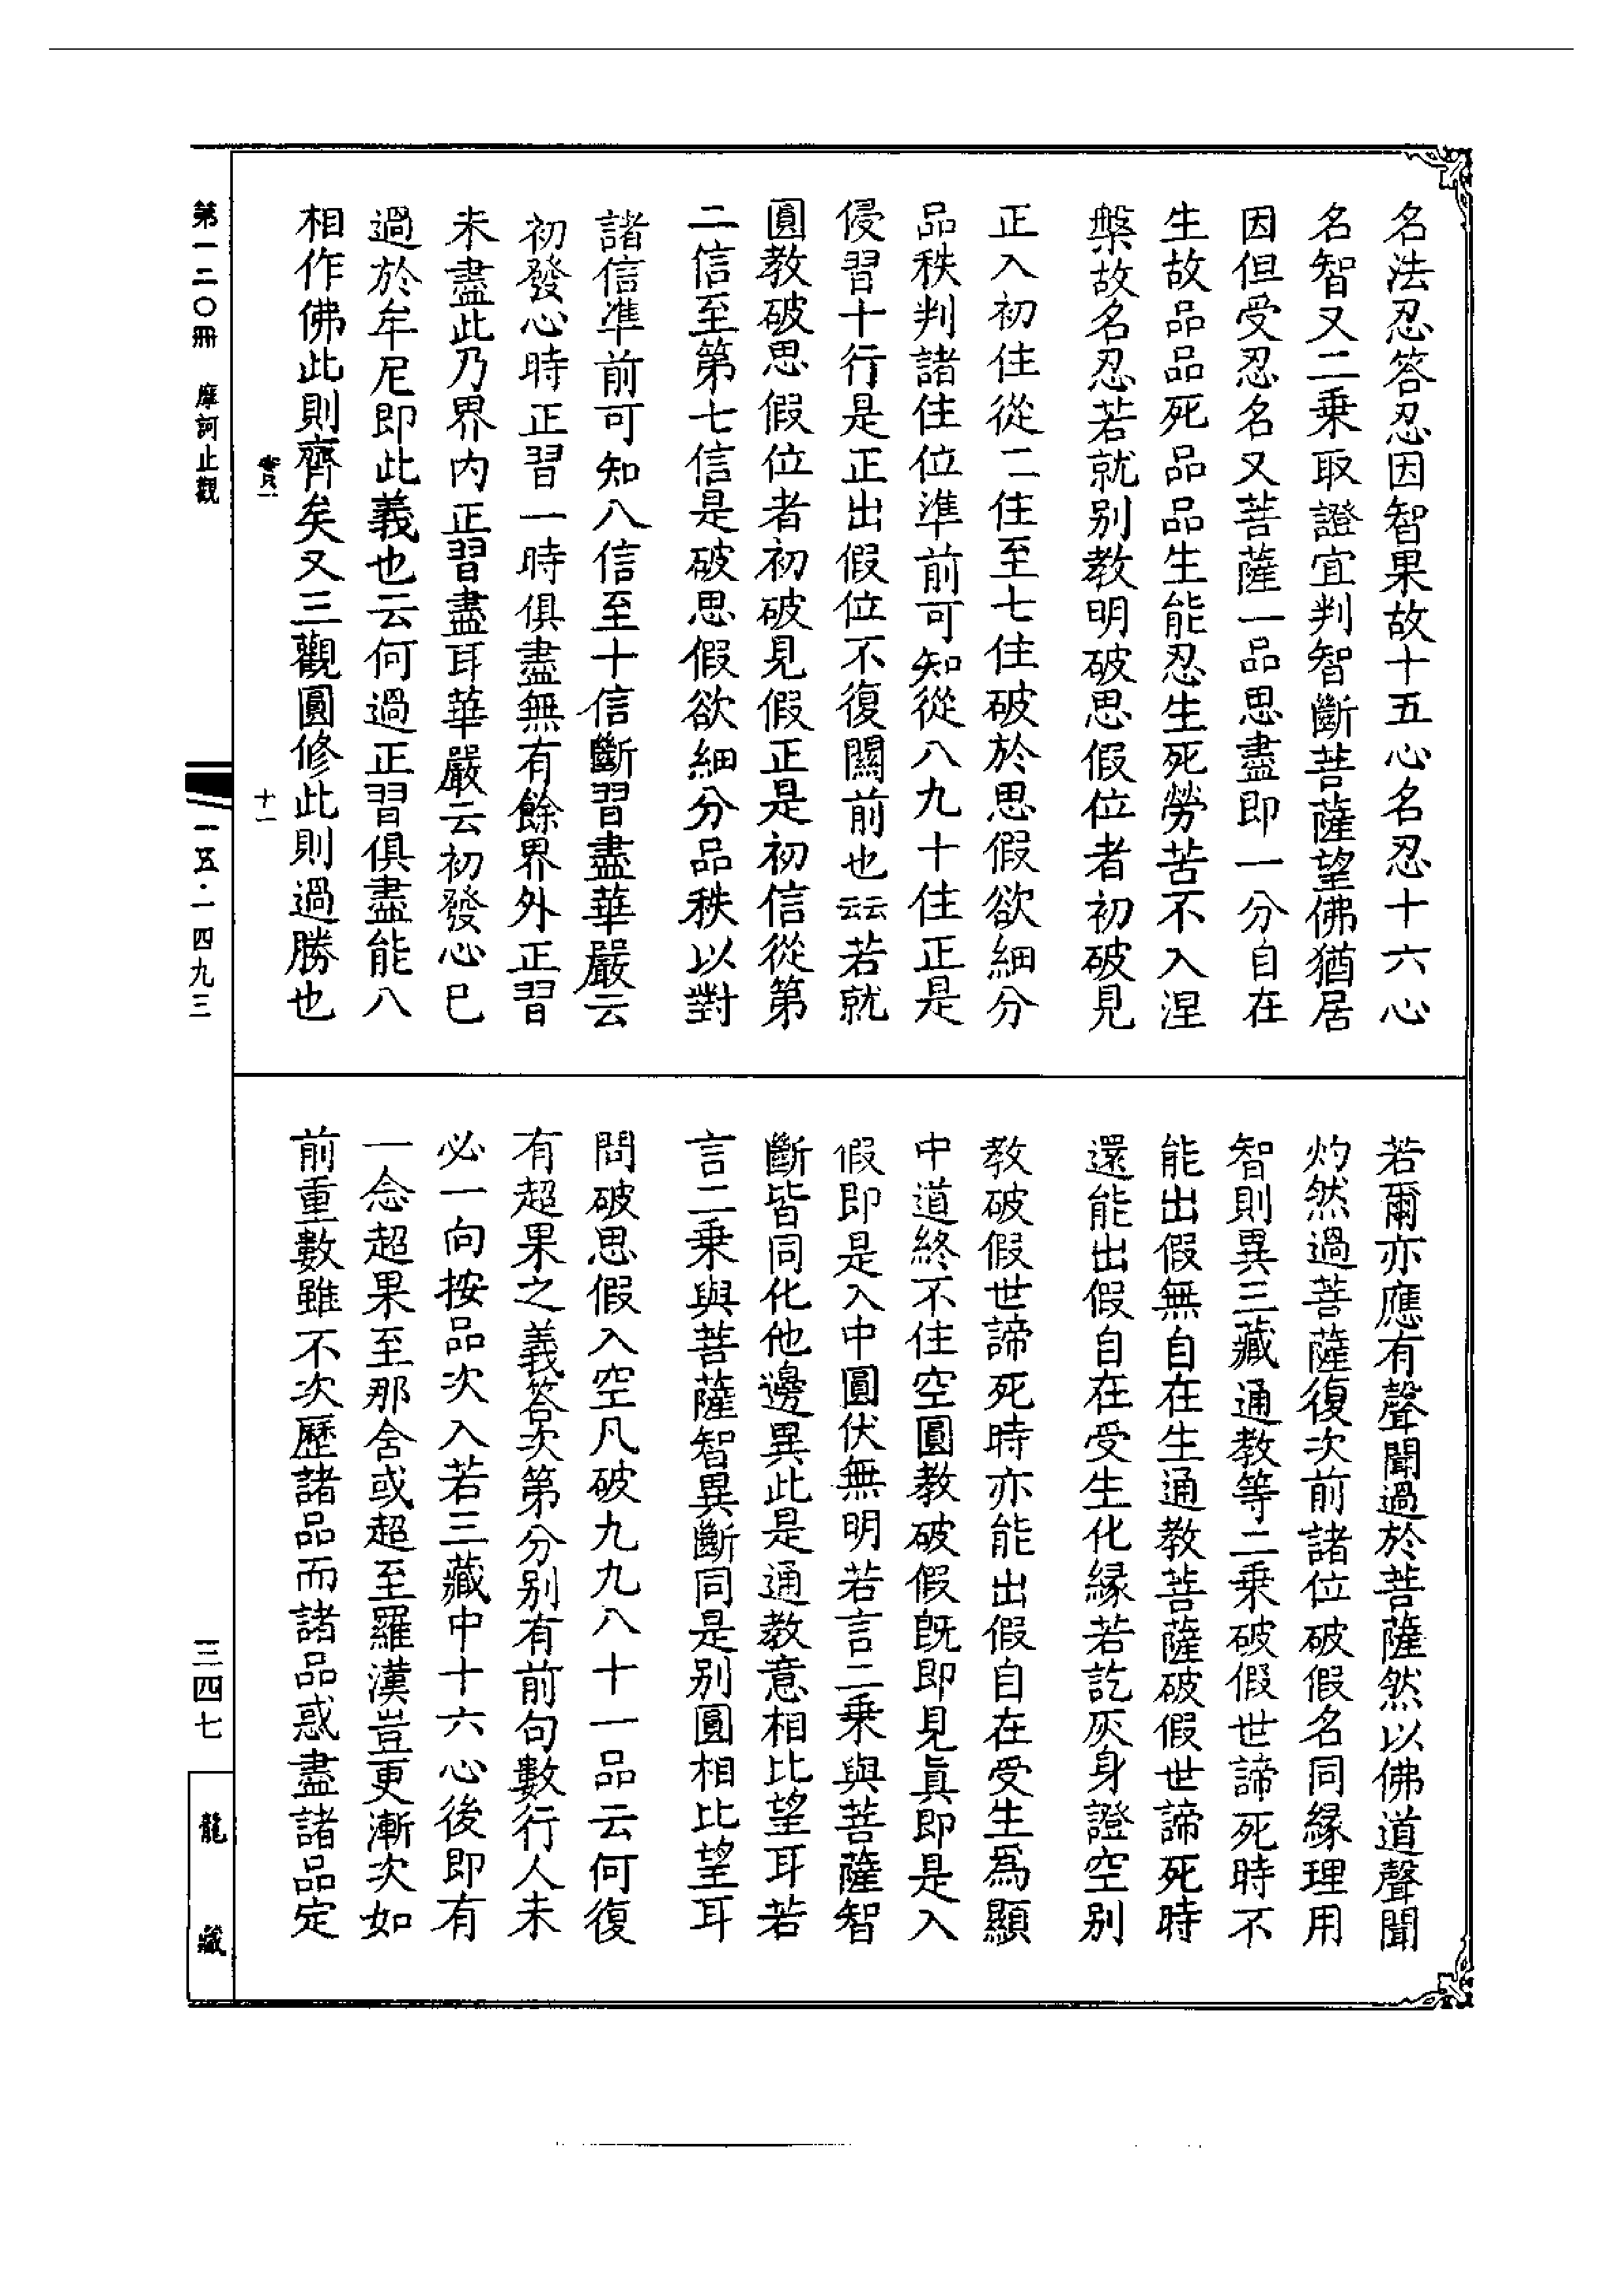 名法忍答忍因智果故十五心名忍十六心
名智又二乗取證宜判智斷菩薩望佛猶居
因但受忍名又菩薩一品思盡即一分自在
生故品品死品品生能忍生死勞苦不入涅
槃故名忍若就别教明破思假位者初破見
正入初住從二住至七住破於思假欲細分
品秩判諸住位準前可知從八九十住正是
侵習十行是正出假位不復關前也云云若就
圓教破思假位者初破見假正是初信從第
二信至第七信是破思假欲細分品秩以對
諸信準前可知八信至十信斷習盡華嚴云
初發心時正習一時俱盡無有餘界外正習
未盡此乃界内正習盡耳華嚴云初發心已
過於牟尼即此義也云何過正習俱盡能八
相作佛此則齊矣又三觀圓修此則過勝也
十一
若爾亦應有聲聞過於菩薩然以佛道聲聞
灼然過菩薩復次前諸位破假名同縁理用
智則異三藏通教等二乗破假世諦死時不
能出假無自在生通教菩薩破假世諦死時
還能出假自在受生化縁若訖灰身證空别
教破假世諦死時亦能出假自在受生為顯
中道終不住空圓教破假旣即見真即是入
假即是入中圓伏無明若言二乗與菩薩智
斷皆同化他邊異此是通教意相比望耳若
言二乗與菩薩智異斷同是别圓相比望耳
問破思假入空凡破九九八十一品云何復
有超果之義答次第分别有前句數行人未
必一向按品次入若三藏中十六心後即有
一念超果至那含或超至羅漢豈更漸次如
前重數雖不次歷諸品而諸品惑盡諸品定
第一二〇冊 摩訶止觀
一五·一四九三
三四七
龍藏